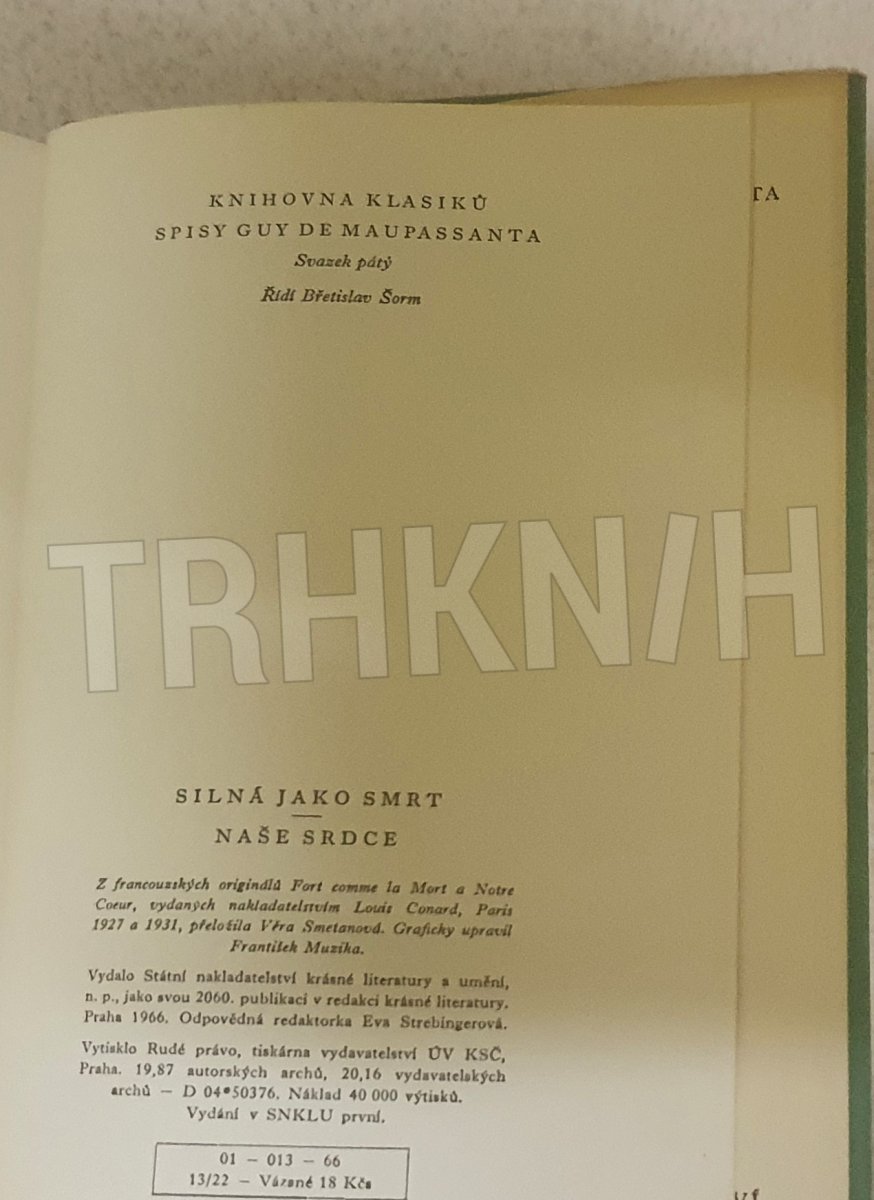 KNIHOVNA KLASIKŮ
SPISY GUY DE MAUPASSANTA
Svazek pátý
Řídí Břetislav Šorm
TA
TRHKNIH
SILNÁ JAKO SMRT
NAŠE SRDCE
Z francouzských originálů Fort comme la Mort a Notre
Coeur, vydaných nakladatelstvím Louis Conard, Paris
1927 a 1931, přeložila Věra Smetanová. Graficky upravil
František Muzika.
Vydalo Státní nakladatelství krásné literatury a umění,
n. p., jako svou 2060. publikaci v redakci krásné literatury.
Praha 1966. Odpovědná redaktorka Eva Strebingerová.
Vytisklo Rudé právo, tiskárna vydavatelství ÚV KSČ,
Praha. 19,87 autorských archů, 20,16 vydavatelských
archů — D 04*50376. Náklad 40 000 výtisků.
Vydání v SNKLU první.
01 — 013 — 66
13/22 — Vázané 18 Kčs